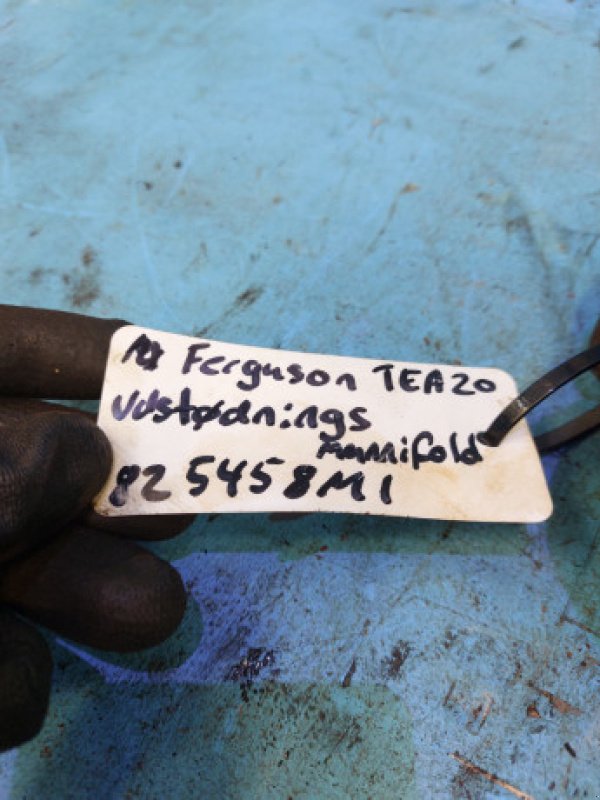 M Ferguson TEA20
Udstødnings
manifold
825458M1